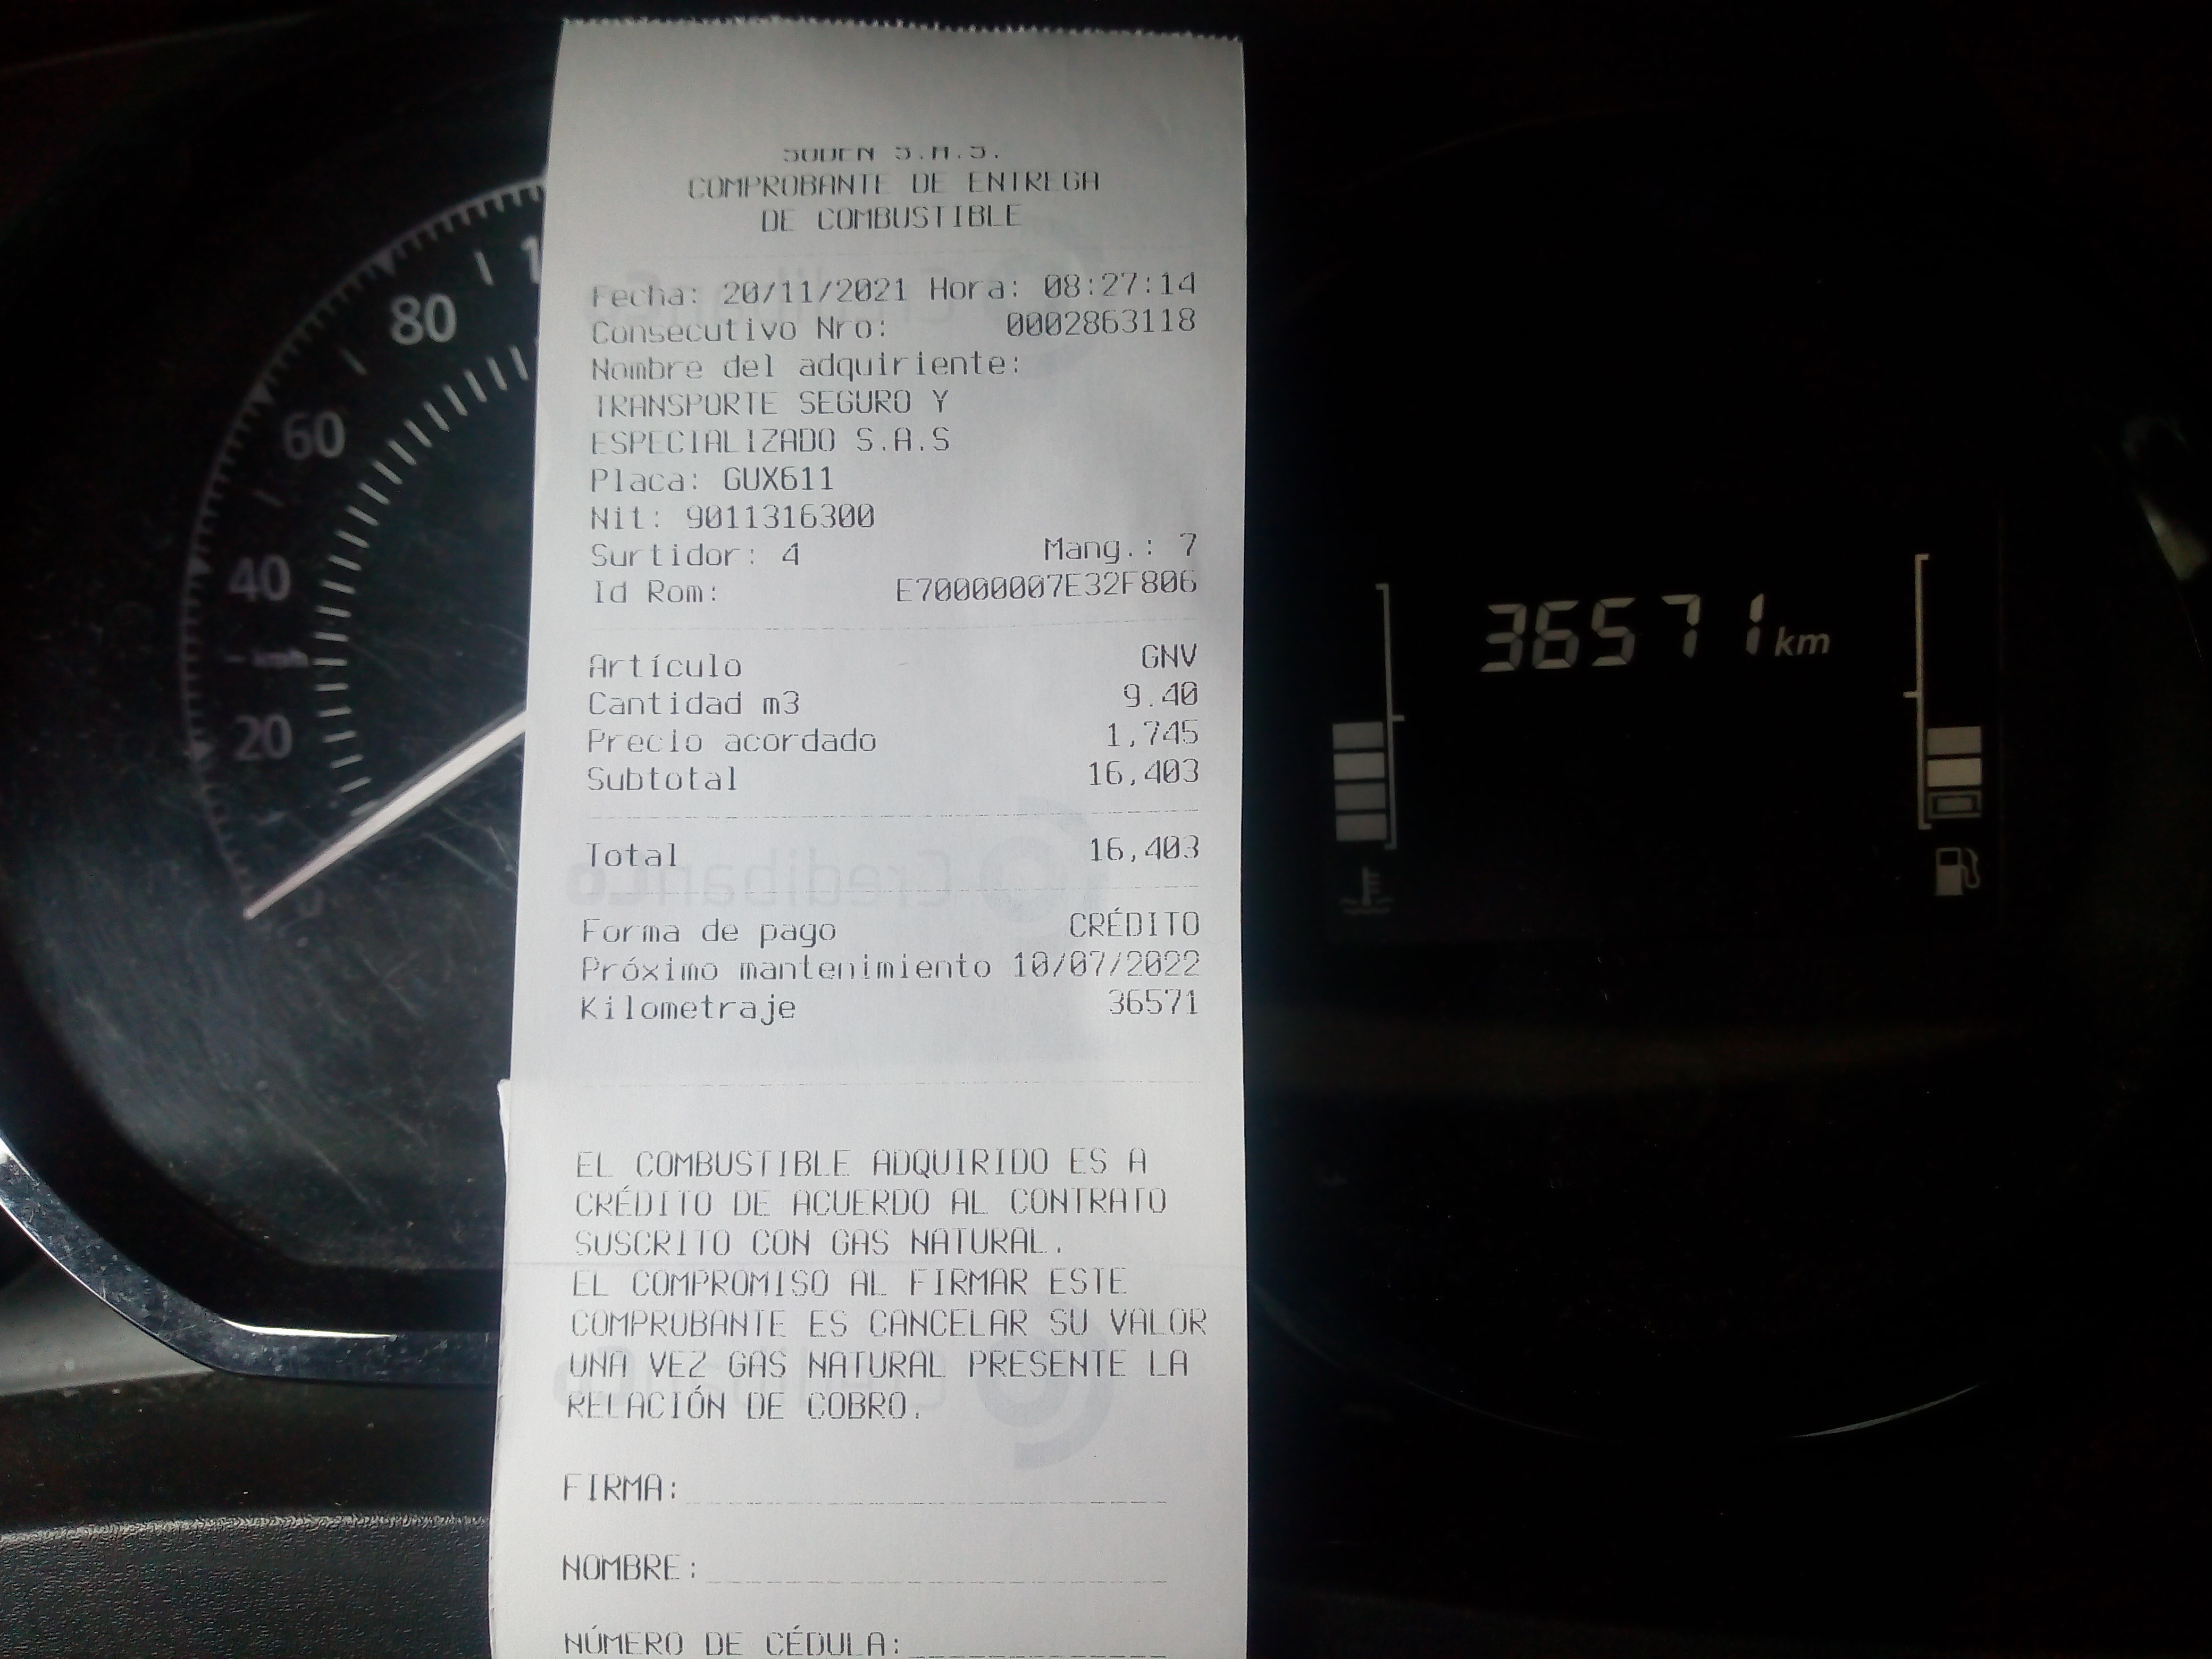 S.A.S.
COMPROBANTE DE ENTREGA
DE COMBUSTIBLE
Fecha: 20/11/2021 Hora: 08:27:14
Consecutivo Nro: 0002863118
Nombre del adquiriente:
TRANSPORTE SEGURO Y
ESPECIALIZADO S.A.S
Placa: GUX611
Nit: 9011316300
Surtidor: 4 Mang.: 7
Id Rom: E70000007E32F806
Artículo GNV
Cantidad m3 9.40
Precio acordado 1,745
Subtotal 16,403
Total 16,403
Forma de pago CRÉDITO
Próximo mantenimiento 10/07/2022
Kilometraje 36571
EL COMBUSTIBLE ADQUIRIDO ES A
CRÉDITO DE ACUERDO AL CONTRATO
SUSCRITO CON GAS NATURAL.
EL COMPROMISO AL FIRMAR ESTE
COMPROBANTE ES CANCELAR SU VALOR
UNA VEZ GAS NATURAL PRESENTE LA
RELACIÓN DE COBRO.
FIRMA:
NOMBRE:
NÚMERO DE CÉDULA:
80
60
40
km/h
20
0
36571 km
CredibanCo